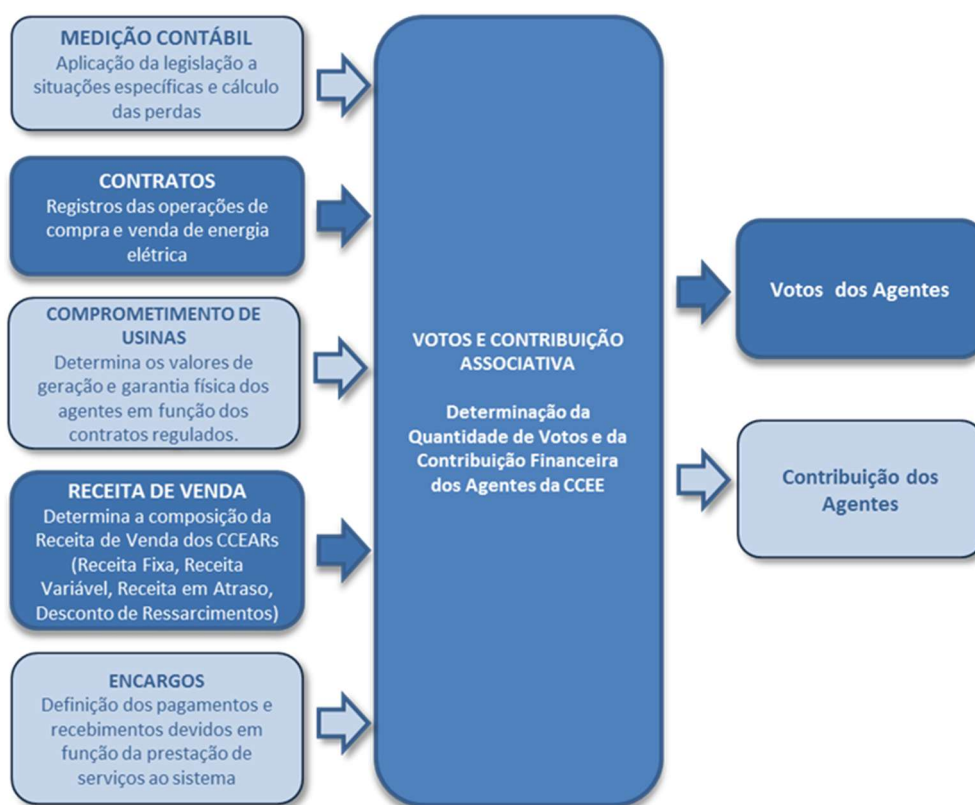 MEDIÇÃO CONTÁBIL
Aplicação da legislação a
situações específicas e cálculo
das perdas
CONTRATOS
Registros das operações de
compra e venda de energia
elétrica
COMPROMETIMENTO DE
USINAS
Determina os valores de
geração e garantia física dos
agentes em função dos
contratos regulados.
RECEITA DE VENDA
Determina a composição da
Receita de Venda dos CCEARs
(Receita Fixa, Receita
Variável, Receita em Atraso,
Desconto de Ressarcimentos)
ENCARGOS
Definição dos pagamentos e
recebimentos devidos em
função da prestação de
serviços ao sistema
VOTOS E CONTRIBUIÇÃO
ASSOCIATIVA
Determinação da
Quantidade de Votos e da
Contribuição Financeira
dos Agentes da CCEE
Votos dos Agentes
Contribuição dos
Agentes